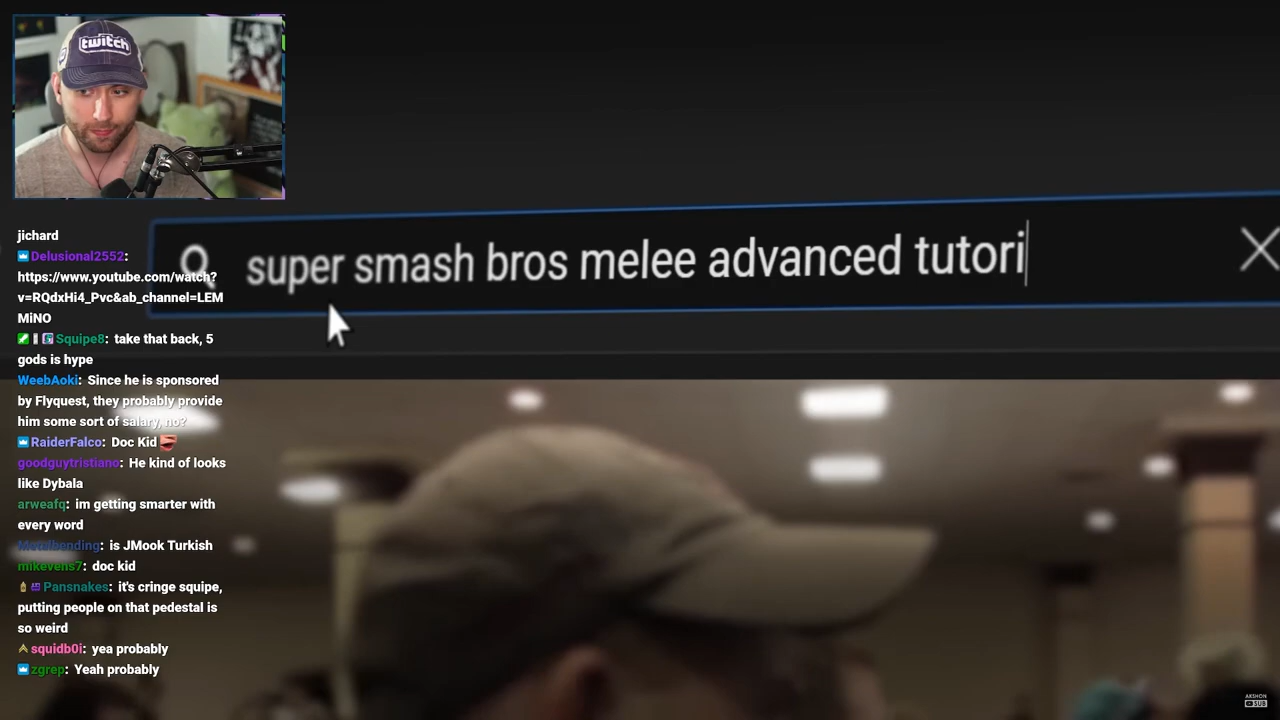 twitch
super smash bros melee advanced tutori
jichard
Delusional2552:
https://www.youtube.com/watch?
v=RQdxHi4_Pvc&ab_channel=LEM
MiNO
Squipe8: take that back, 5
gods is hype
WeebAoki: Since he is sponsored
by Flyquest, they probably provide
him some sort of salary, no?
RaiderFalco: Doc Kid
goodguytristiano: He kind of looks
like Dybala
arweafq: im getting smarter with
every word
Metalbending: is JMook Turkish
mikevens7: doc kid
Pansnakes: it's cringe squipe,
putting people on that pedestal is
so weird
squidb0i: yea probably
zgrep: Yeah probably
AKSHON
SUB